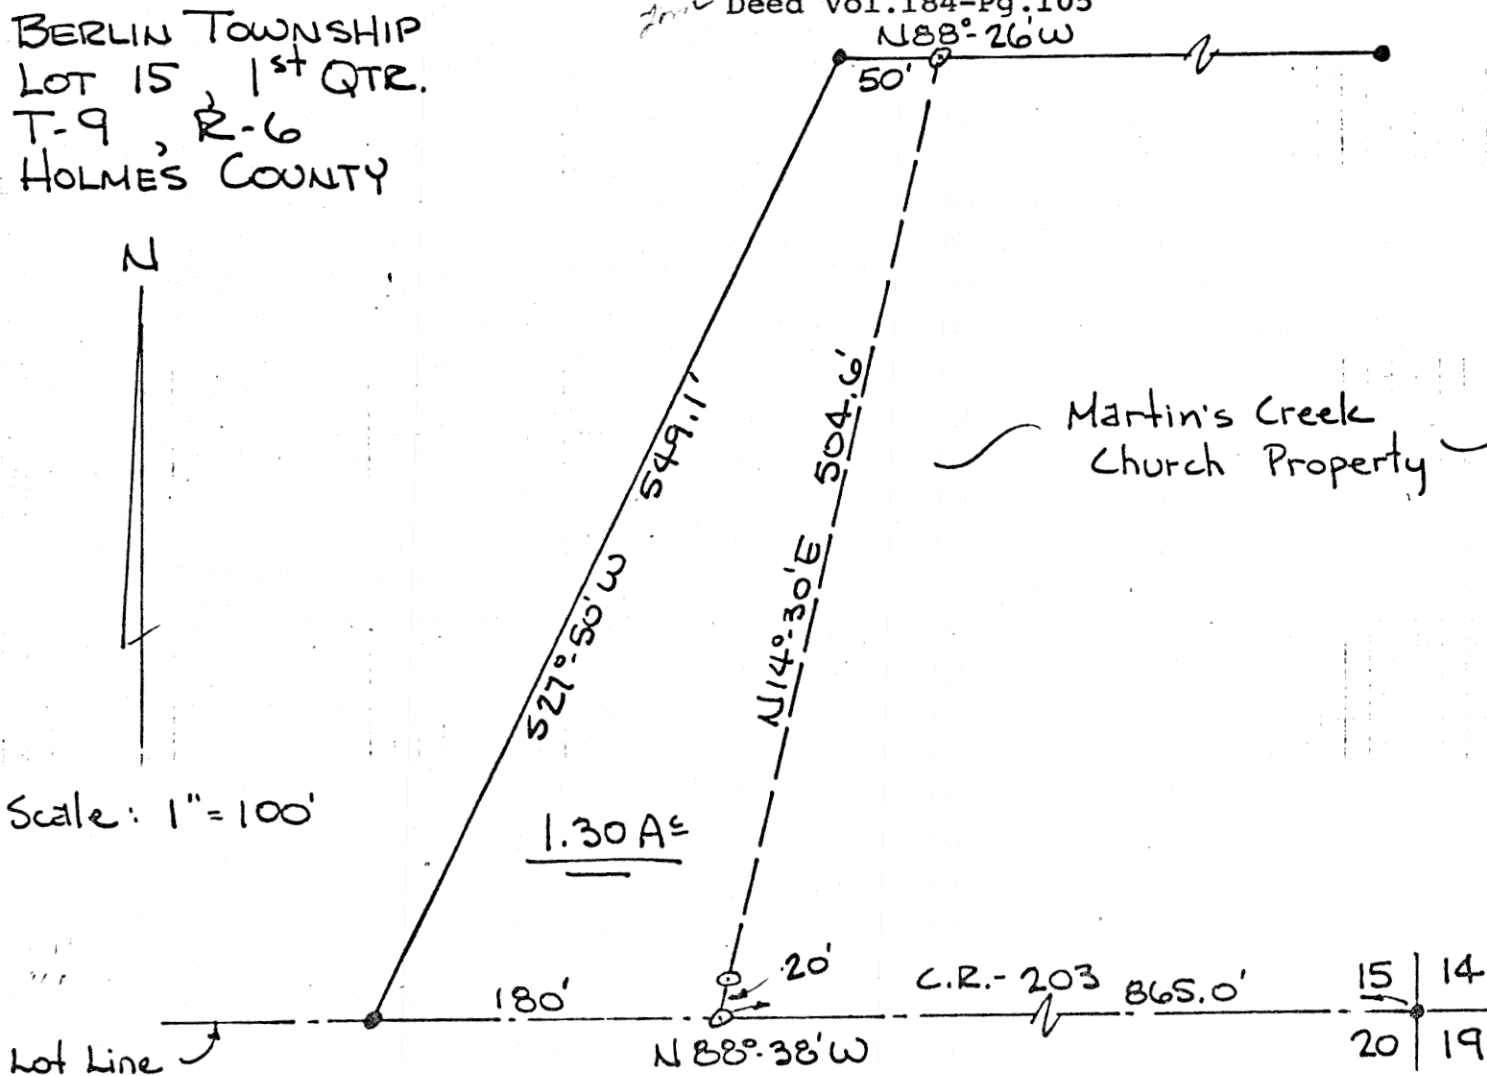 Deed Vol.184-Pg.105
BERLIN TOWNSHIP
LOT 15, 1st QTR.
T-9, R-6
HOLMES COUNTY
N88°-26'W
50'
N
549.1'
S27°-50'W
504.6'
N14°-30'E
Martin's Creek
Church Property
Scale: 1"=100'
1.30 Ac
20'
180'
C.R.-203
865.0'
15 | 14
20 | 19
N 88°-38'W
Lot Line